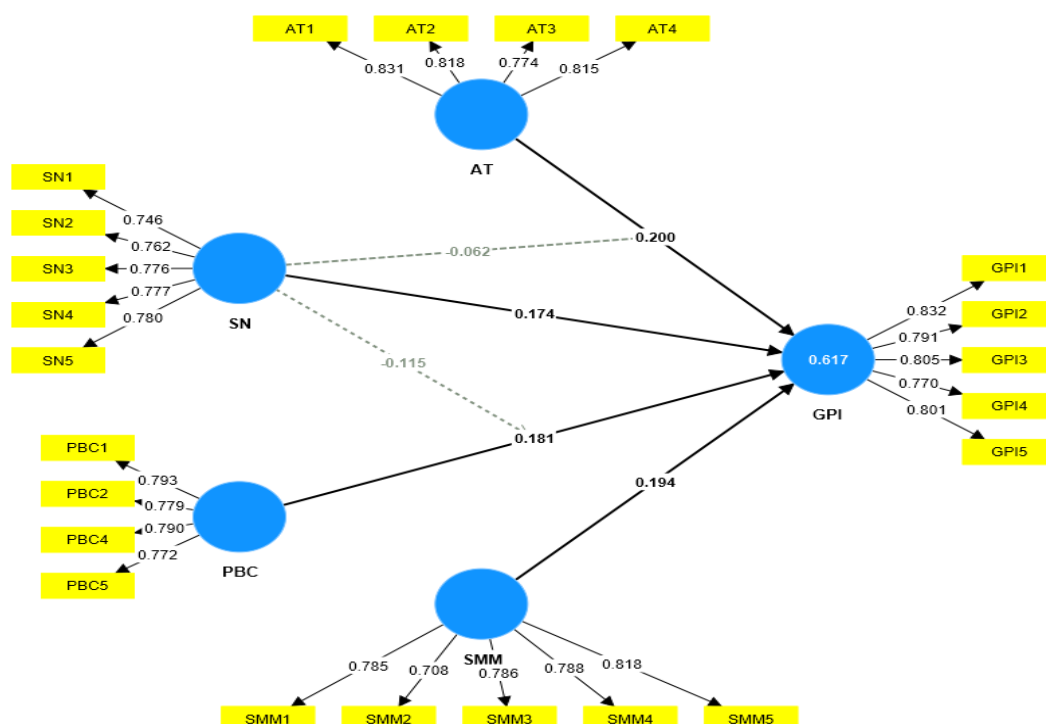 AT1 AT2 AT3 AT4
0.831 0.818 0.774 0.815
AT
SN1
SN2
SN3
SN4
SN5
0.746
0.762
0.776
0.777
0.780
SN
-0.062
0.200
0.174
-0.115
0.181
0.194
PBC1
PBC2
PBC4
PBC5
0.793
0.779
0.790
0.772
PBC
0.617
GPI
0.832
0.791
0.805
0.770
0.801
GPI1
GPI2
GPI3
GPI4
GPI5
SMM
0.785 0.708 0.786 0.788 0.818
SMM1 SMM2 SMM3 SMM4 SMM5